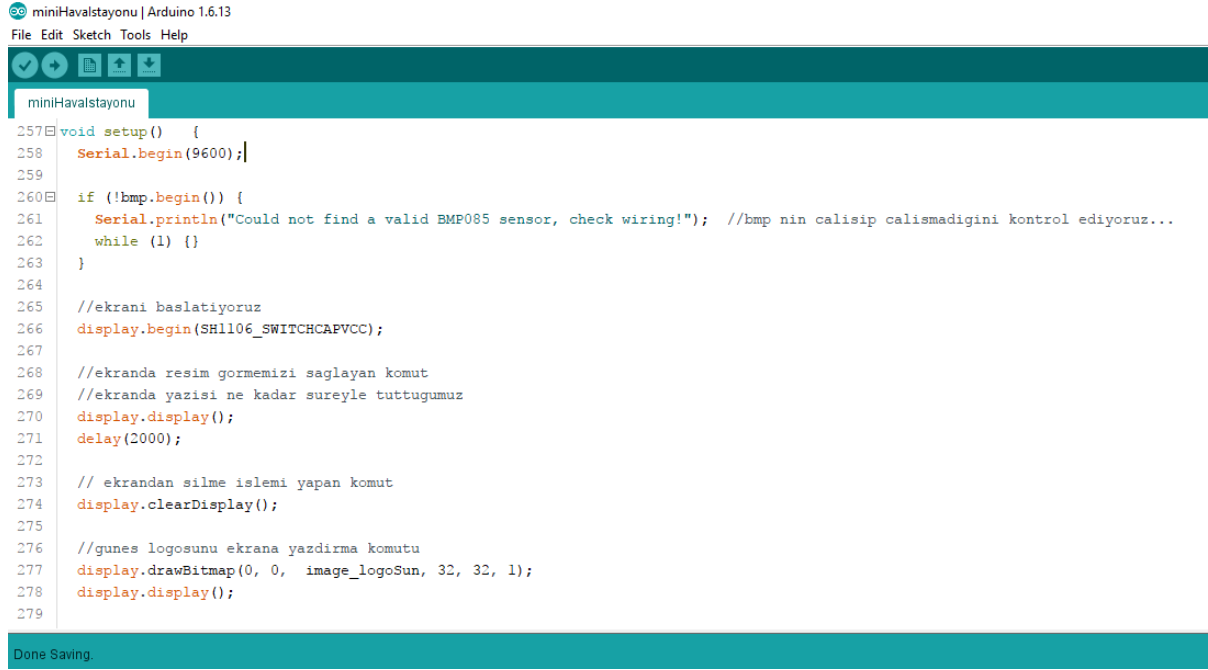 miniHavaIstayonu | Arduino 1.6.13
File Edit Sketch Tools Help
miniHavaIstayonu
257 void setup()   {
258   Serial.begin(9600);
259
260   if (!bmp.begin()) {
261     Serial.println("Could not find a valid BMP085 sensor, check wiring!");  //bmp nin calisip calismadigini kontrol ediyoruz...
262     while (1) {}
263   }
264
265   //ekrani baslatiyoruz
266   display.begin(SH1106_SWITCHCAPVCC);
267
268   //ekranda resim gormemizi saglayan komut
269   //ekranda yazisi ne kadar sureyle tuttugumuz
270   display.display();
271   delay(2000);
272
273   // ekrandan silme islemi yapan komut
274   display.clearDisplay();
275
276   //gunes logosunu ekrana yazdirma komutu
277   display.drawBitmap(0, 0,  image_logoSun, 32, 32, 1);
278   display.display();
279
Done Saving.